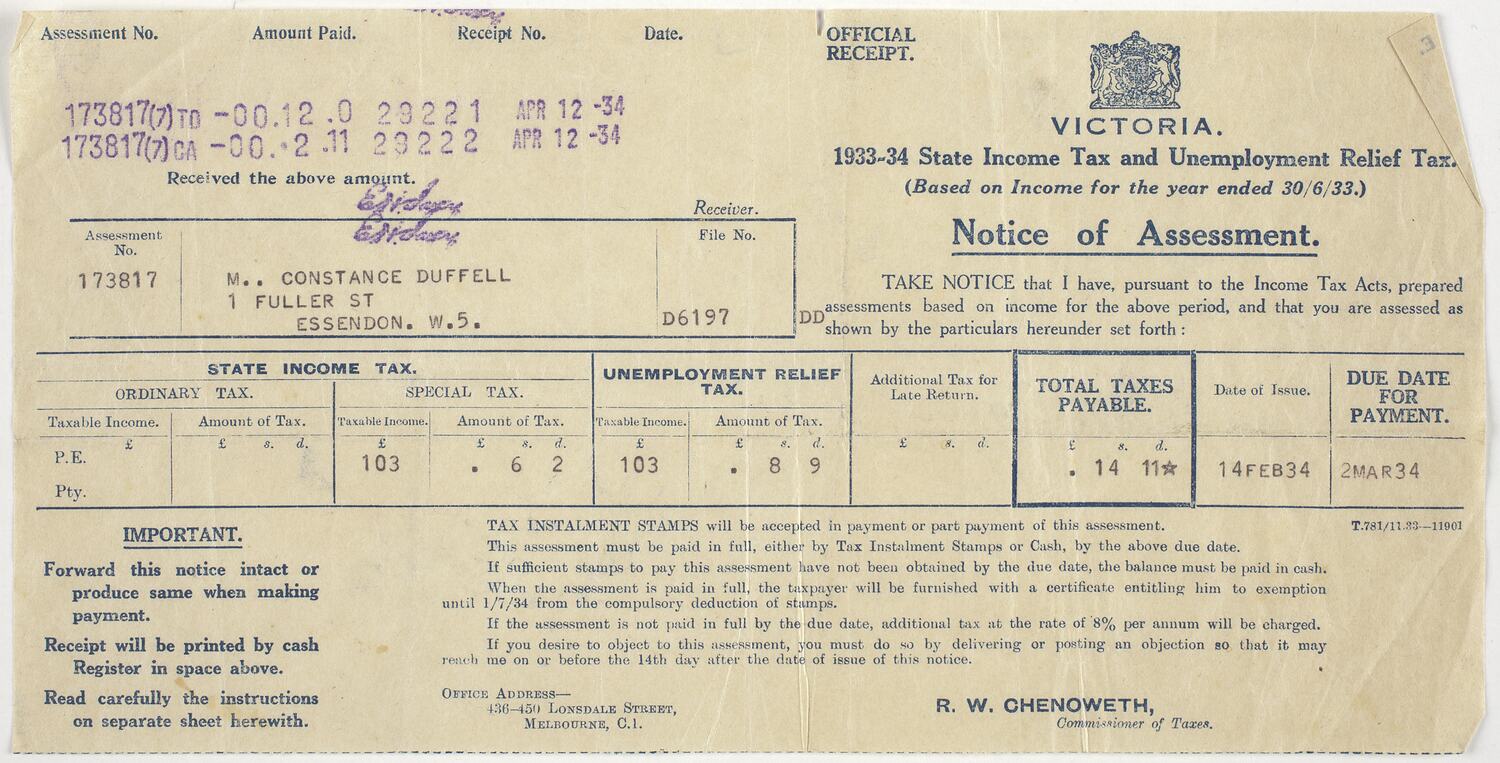 Assessment No. Amount Paid. Receipt No. Date.
173817(7)TD -00.12.0 29221 APR 12 -34
173817(7)CA -00.•2.11 29222 APR 12 -34
Received the above amount.
Receiver.
Assessment No. File No.
173817 M.. CONSTANCE DUFFELL
1 FULLER ST
ESSENDON. W.5. D6197 DD
OFFICIAL
RECEIPT.
VICTORIA.
1933-34 State Income Tax and Unemployment Relief Tax.
(Based on Income for the year ended 30/6/33.)
Notice of Assessment.
TAKE NOTICE that I have, pursuant to the Income Tax Acts, prepared
assessments based on income for the above period, and that you are assessed as
shown by the particulars hereunder set forth :
STATE INCOME TAX. UNEMPLOYMENT RELIEF TAX. Additional Tax for Late Return. TOTAL TAXES PAYABLE. Date of Issue. DUE DATE FOR PAYMENT.
ORDINARY TAX. SPECIAL TAX.
Taxable Income. Amount of Tax. Taxable Income. Amount of Tax. Taxable Income. Amount of Tax.
£ £ s. d. £ £ s. d. £ £ s. d. £ s. d. £ s. d.
P.E. 103 . 6 2 103 . 8 9 . 14 11☆ 14FEB34 2MAR34
Pty.
IMPORTANT.
Forward this notice intact or
produce same when making
payment.
Receipt will be printed by cash
Register in space above.
Read carefully the instructions
on separate sheet herewith.
TAX INSTALMENT STAMPS will be accepted in payment or part payment of this assessment. T.781/11.33—11901
This assessment must be paid in full, either by Tax Instalment Stamps or Cash, by the above due date.
If sufficient stamps to pay this assessment have not been obtained by the due date, the balance must be paid in cash.
When the assessment is paid in full, the taxpayer will be furnished with a certificate entitling him to exemption
until 1/7/34 from the compulsory deduction of stamps.
If the assessment is not paid in full by the due date, additional tax at the rate of 8% per annum will be charged.
If you desire to object to this assessment, you must do so by delivering or posting an objection so that it may
reach me on or before the 14th day after the date of issue of this notice.
OFFICE ADDRESS—
436-450 LONSDALE STREET,
MELBOURNE, C.1.
R. W. CHENOWETH,
Commissioner of Taxes.